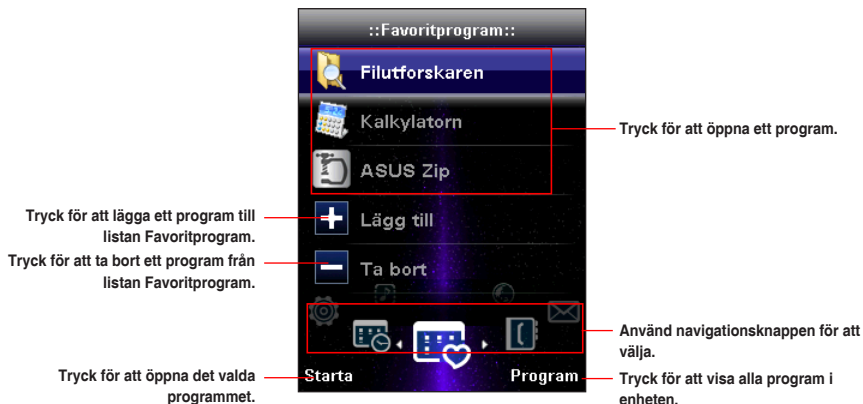 ::Favoritprogram::
Filutforskaren
Kalkylatorn
ASUS Zip
Lägg till
Ta bort
Starta
Program
Tryck för att öppna ett program.
Tryck för att lägga ett program till
listan Favoritprogram.
Tryck för att ta bort ett program från
listan Favoritprogram.
Använd navigationsknappen för att
välja.
Tryck för att öppna det valda
programmet.
Tryck för att visa alla program i
enheten.